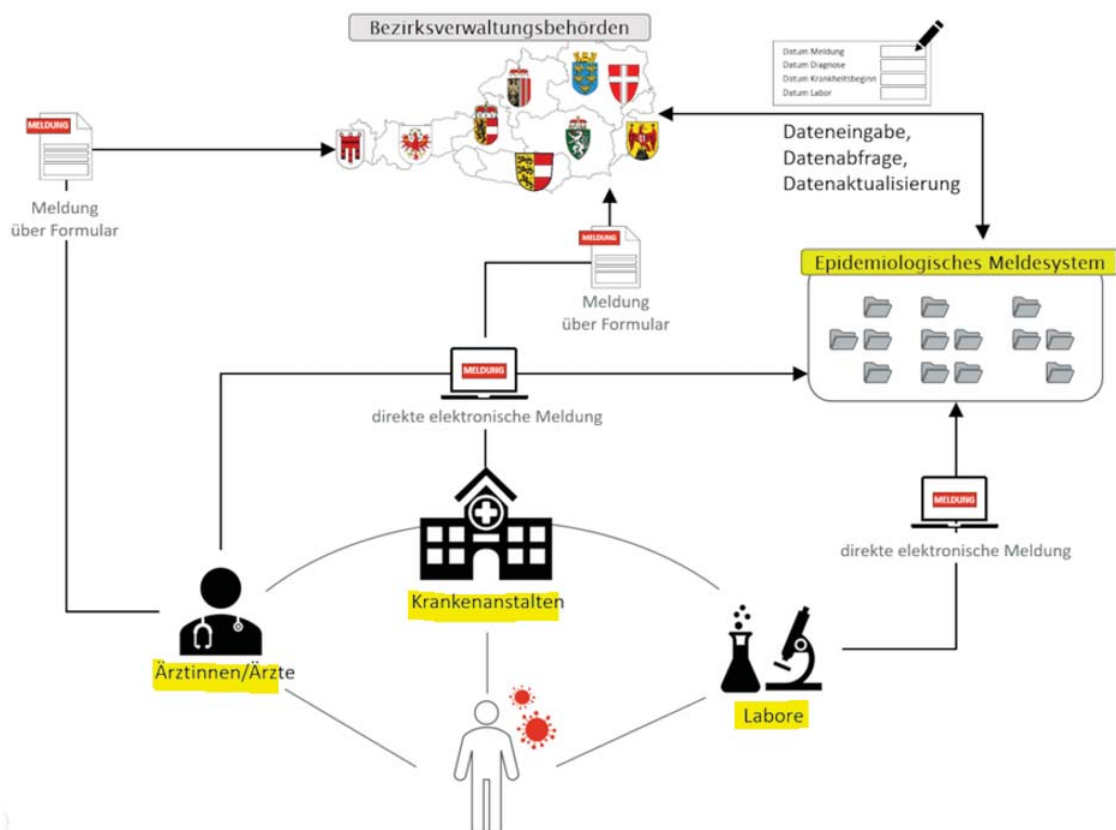 Bezirksverwaltungsbehörden
Datum Meldung
Datum Diagnose
Datum Krankheitsbeginn
Datum Labor
MELDUNG
Dateneingabe,
Datenabfrage,
Datenaktualisierung
Meldung
über Formular
MELDUNG
Epidemiologisches Meldesystem
Meldung
über Formular
MELDUNG
direkte elektronische Meldung
MELDUNG
direkte elektronische Meldung
Krankenanstalten
Ärztinnen/Ärzte
Labore